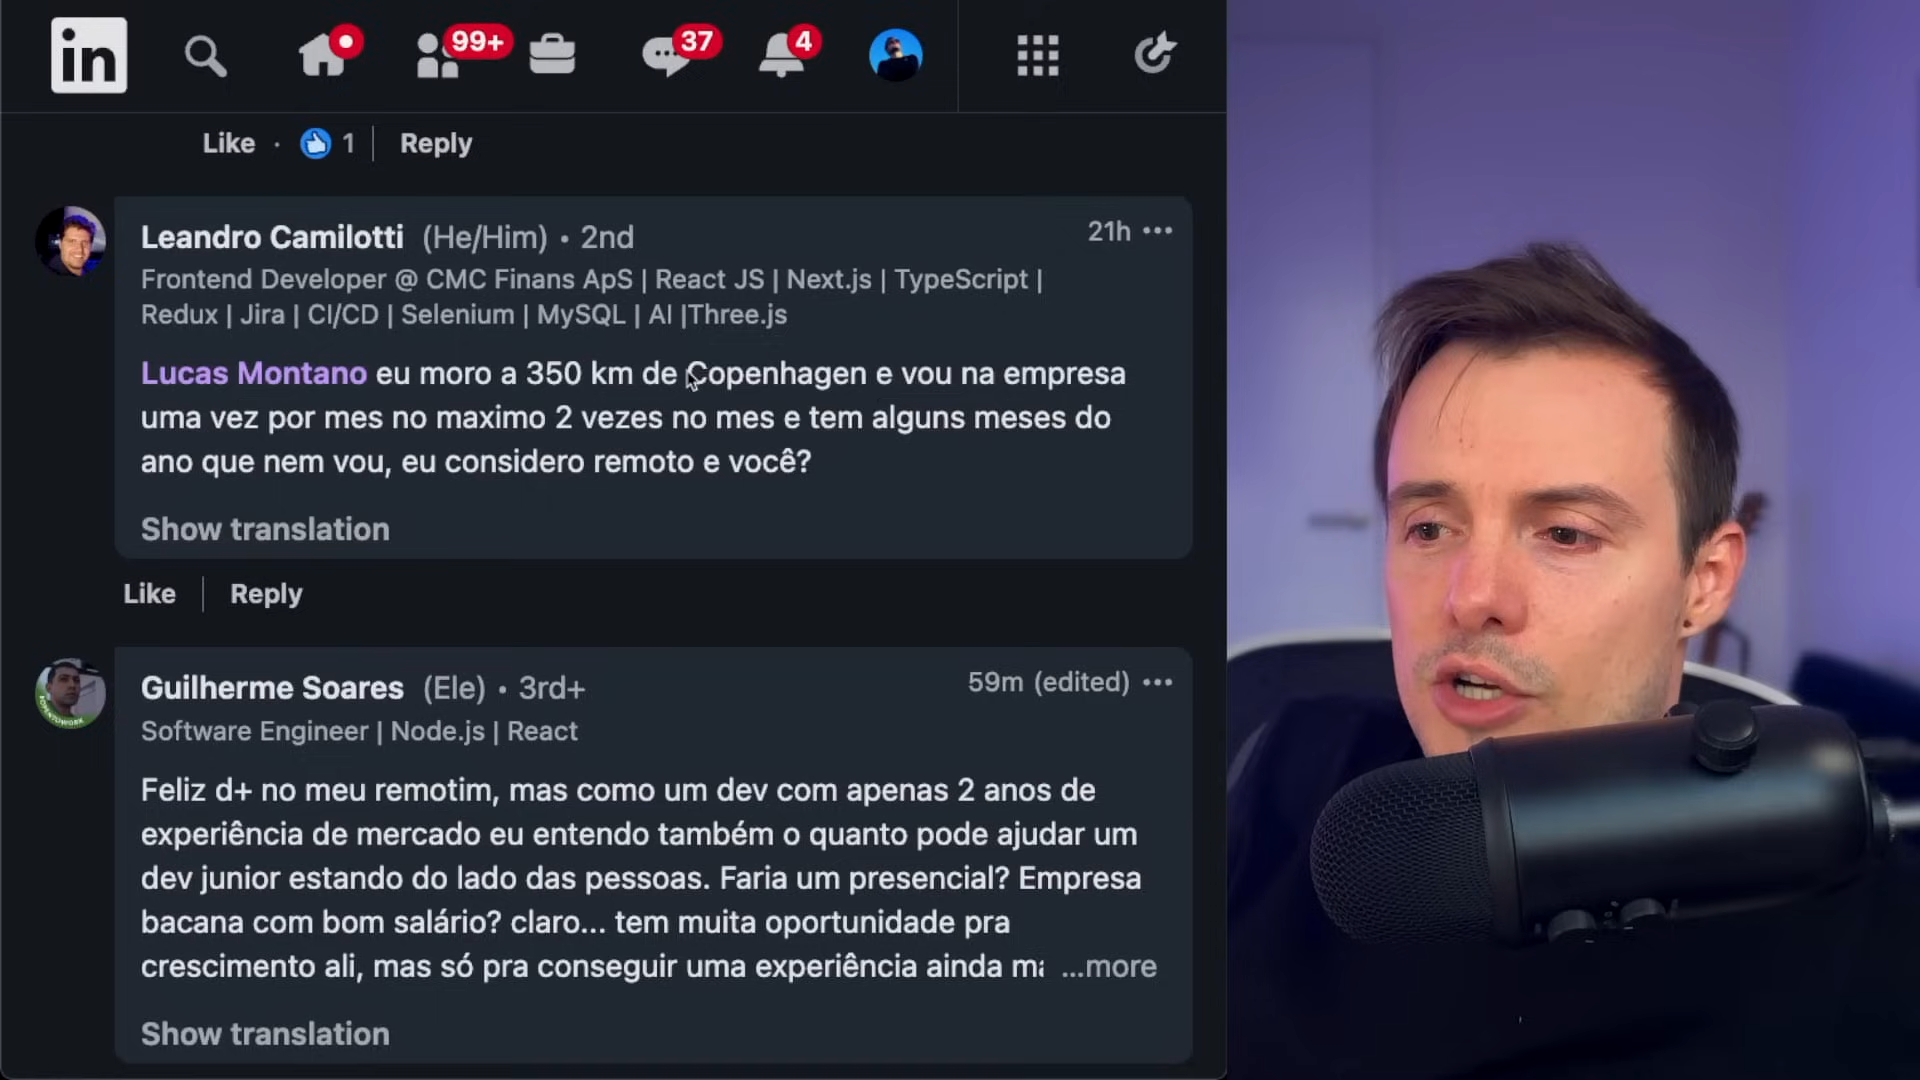 in
99+
37
4
Like · 1 | Reply
Leandro Camilotti (He/Him) • 2nd
21h •••
Frontend Developer @ CMC Finans ApS | React JS | Next.js | TypeScript |
Redux | Jira | CI/CD | Selenium | MySQL | AI |Three.js
Lucas Montano eu moro a 350 km de Copenhagen e vou na empresa
uma vez por mes no maximo 2 vezes no mes e tem alguns meses do
ano que nem vou, eu considero remoto e você?
Show translation
Like | Reply
Guilherme Soares (Ele) • 3rd+
59m (edited) •••
Software Engineer | Node.js | React
Feliz d+ no meu remotim, mas como um dev com apenas 2 anos de
experiência de mercado eu entendo também o quanto pode ajudar um
dev junior estando do lado das pessoas. Faria um presencial? Empresa
bacana com bom salário? claro... tem muita oportunidade pra
crescimento ali, mas só pra conseguir uma experiência ainda ...more
Show translation